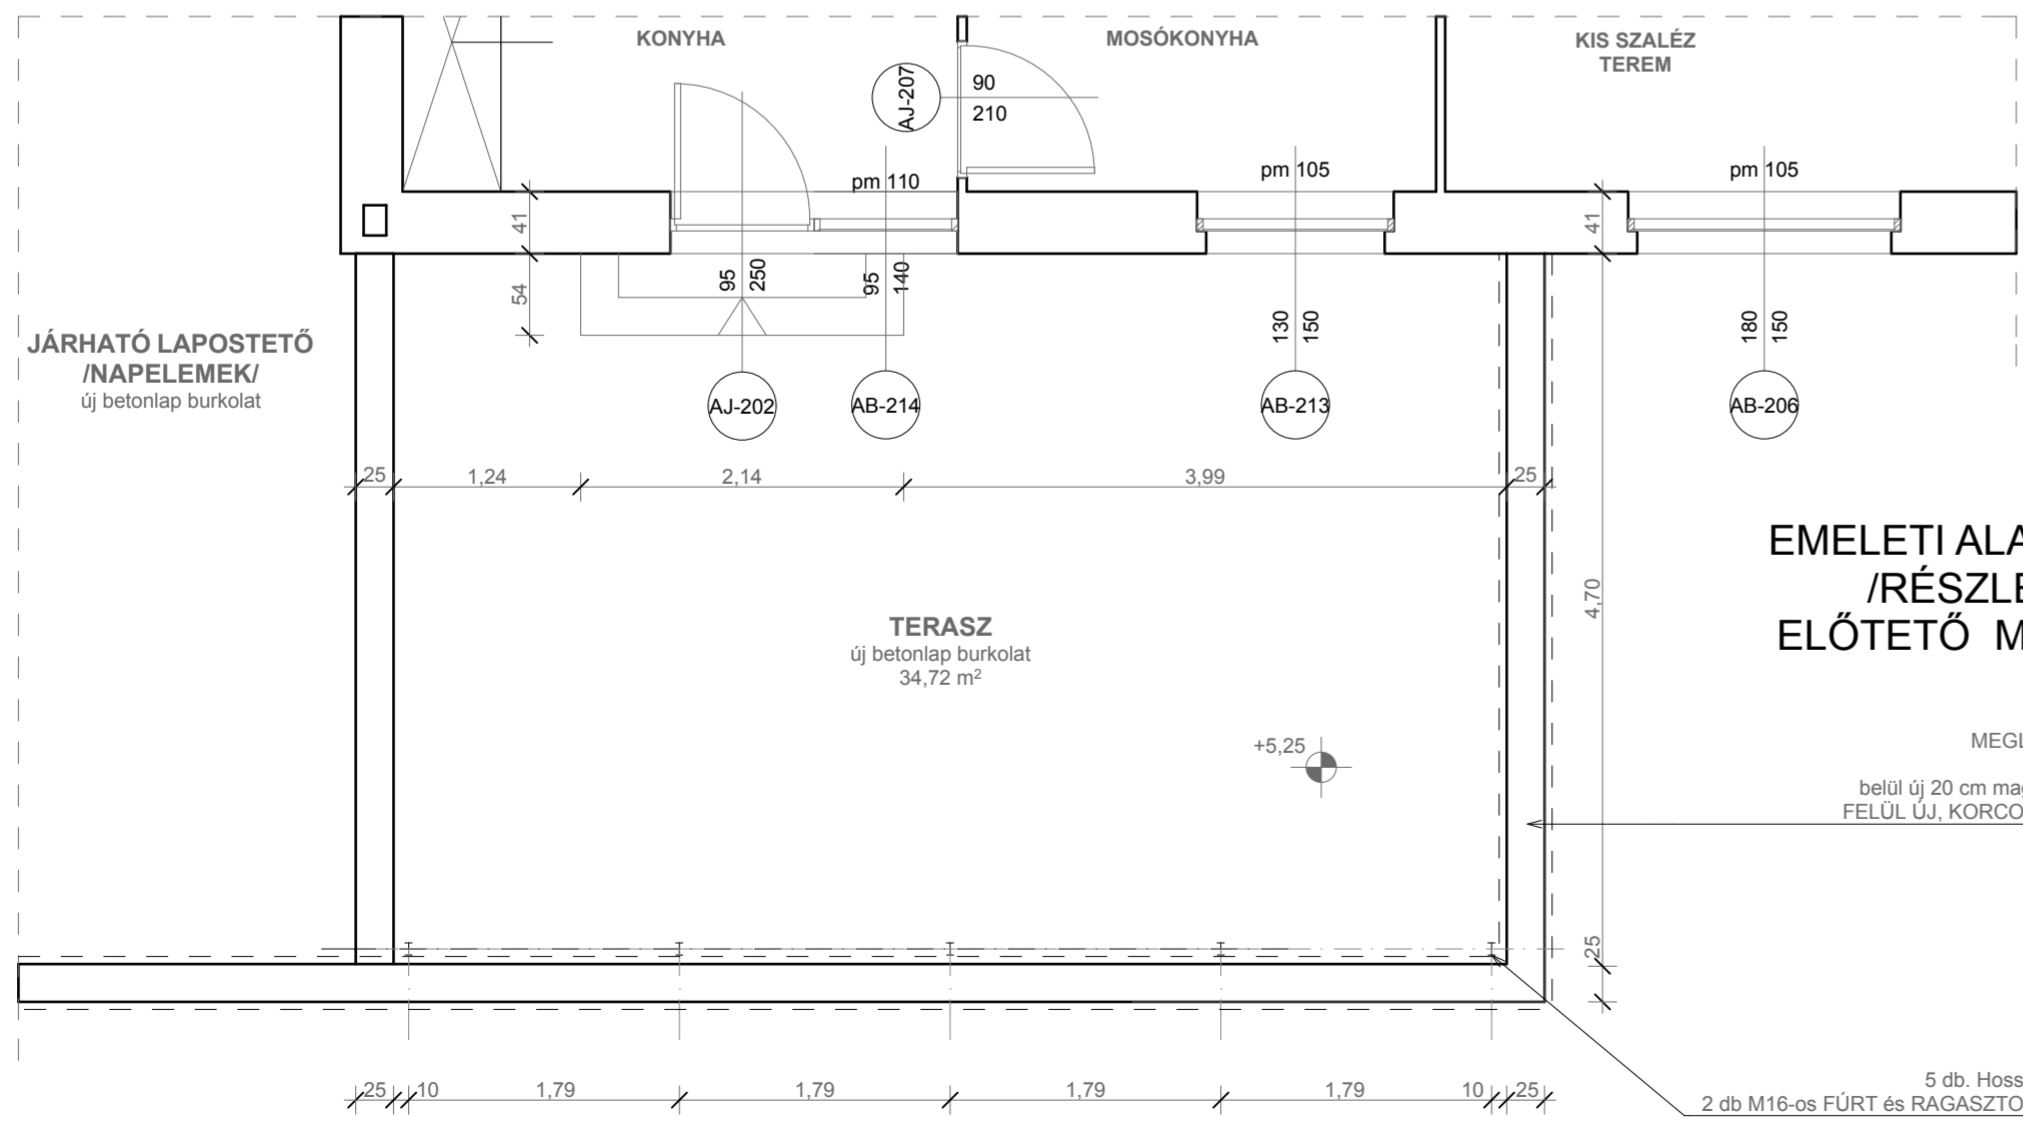 KONYHA
MOSÓKONYHA
KIS SZALÉZ
TEREM
AJ-207
90
210
pm 110
pm 105
pm 105
41
41
54
95
250
95
140
130
150
180
150
JÁRHATÓ LAPOSTETŐ
/NAPELEMEK/
új betonlap burkolat
AJ-202
AB-214
AB-213
AB-206
25
1,24
2,14
3,99
25
EMELETI ALA
/RÉSZLE
ELŐTETŐ M
4,70
TERASZ
új betonlap burkolat
34,72 m²
+5,25
MEGL
belül új 20 cm mag
FELÜL ÚJ, KORCO
25
5 db. Hoss
2 db M16-os FÚRT és RAGASZTO
25
10
1,79
1,79
1,79
1,79
10
25